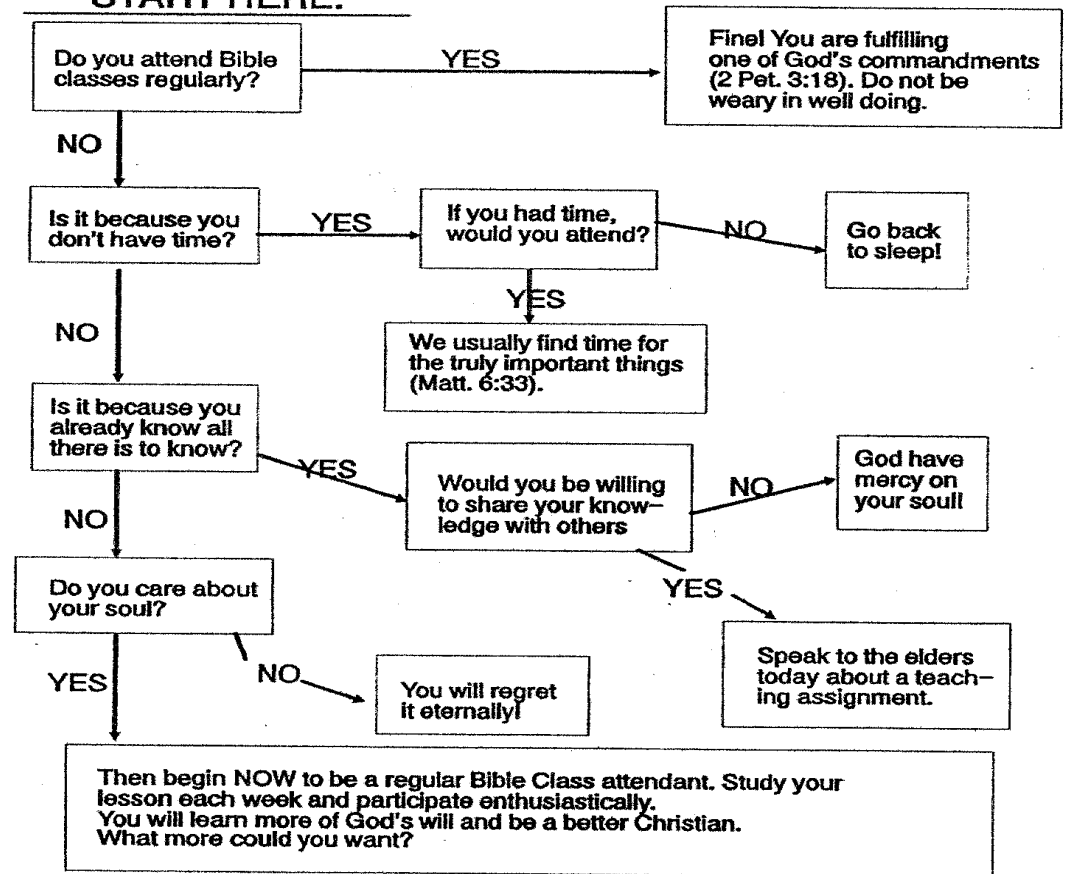 START HERE:
Do you attend Bible
classes regularly?
YES
Fine! You are fulfilling
one of God's commandments
(2 Pet. 3:18). Do not be
weary in well doing.
NO
Is it because you
don't have time?
YES
If you had time,
would you attend?
NO
Go back
to sleep!
YES
We usually find time for
the truly important things
(Matt. 6:33).
NO
Is it because you
already know all
there is to know?
YES
Would you be willing
to share your know-
ledge with others
NO
God have
mercy on
your soul!
YES
Speak to the elders
today about a teach-
ing assignment.
NO
Do you care about
your soul?
NO
You will regret
it eternally!
YES
Then begin NOW to be a regular Bible Class attendant. Study your
lesson each week and participate enthusiastically.
You will learn more of God's will and be a better Christian.
What more could you want?